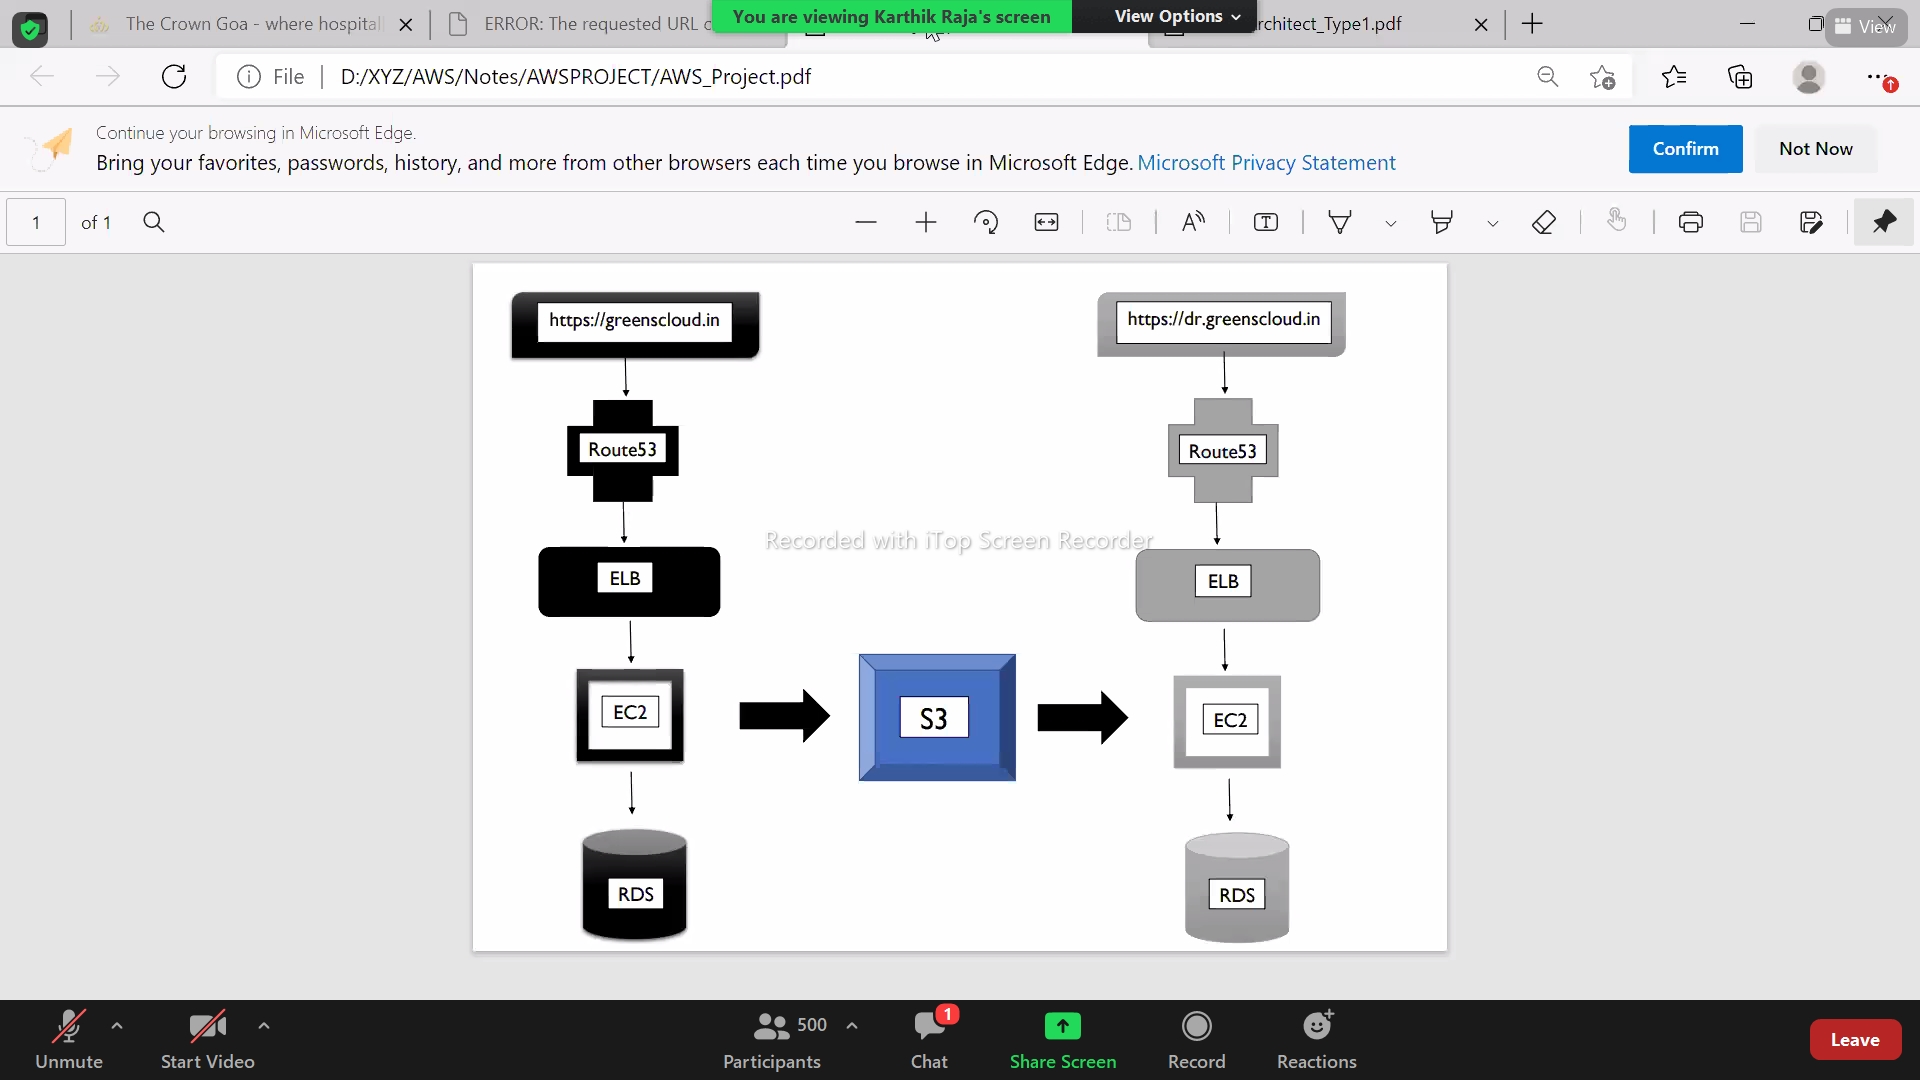 The Crown Goa - where hospital
ERROR: The requested URL c
You are viewing Karthik Raja's screen
View Options
rchitect_Type1.pdf
View
File
D:/XYZ/AWS/Notes/AWSPROJECT/AWS_Project.pdf
Continue your browsing in Microsoft Edge.
Bring your favorites, passwords, history, and more from other browsers each time you browse in Microsoft Edge. Microsoft Privacy Statement
Confirm
Not Now
1 of 1
https://greenscloud.in
https://dr.greenscloud.in
Route53
Route53
Recorded with iTop Screen Recorder
ELB
ELB
EC2
S3
EC2
RDS
RDS
Unmute
Start Video
500
Participants
1
Chat
Share Screen
Record
Reactions
Leave